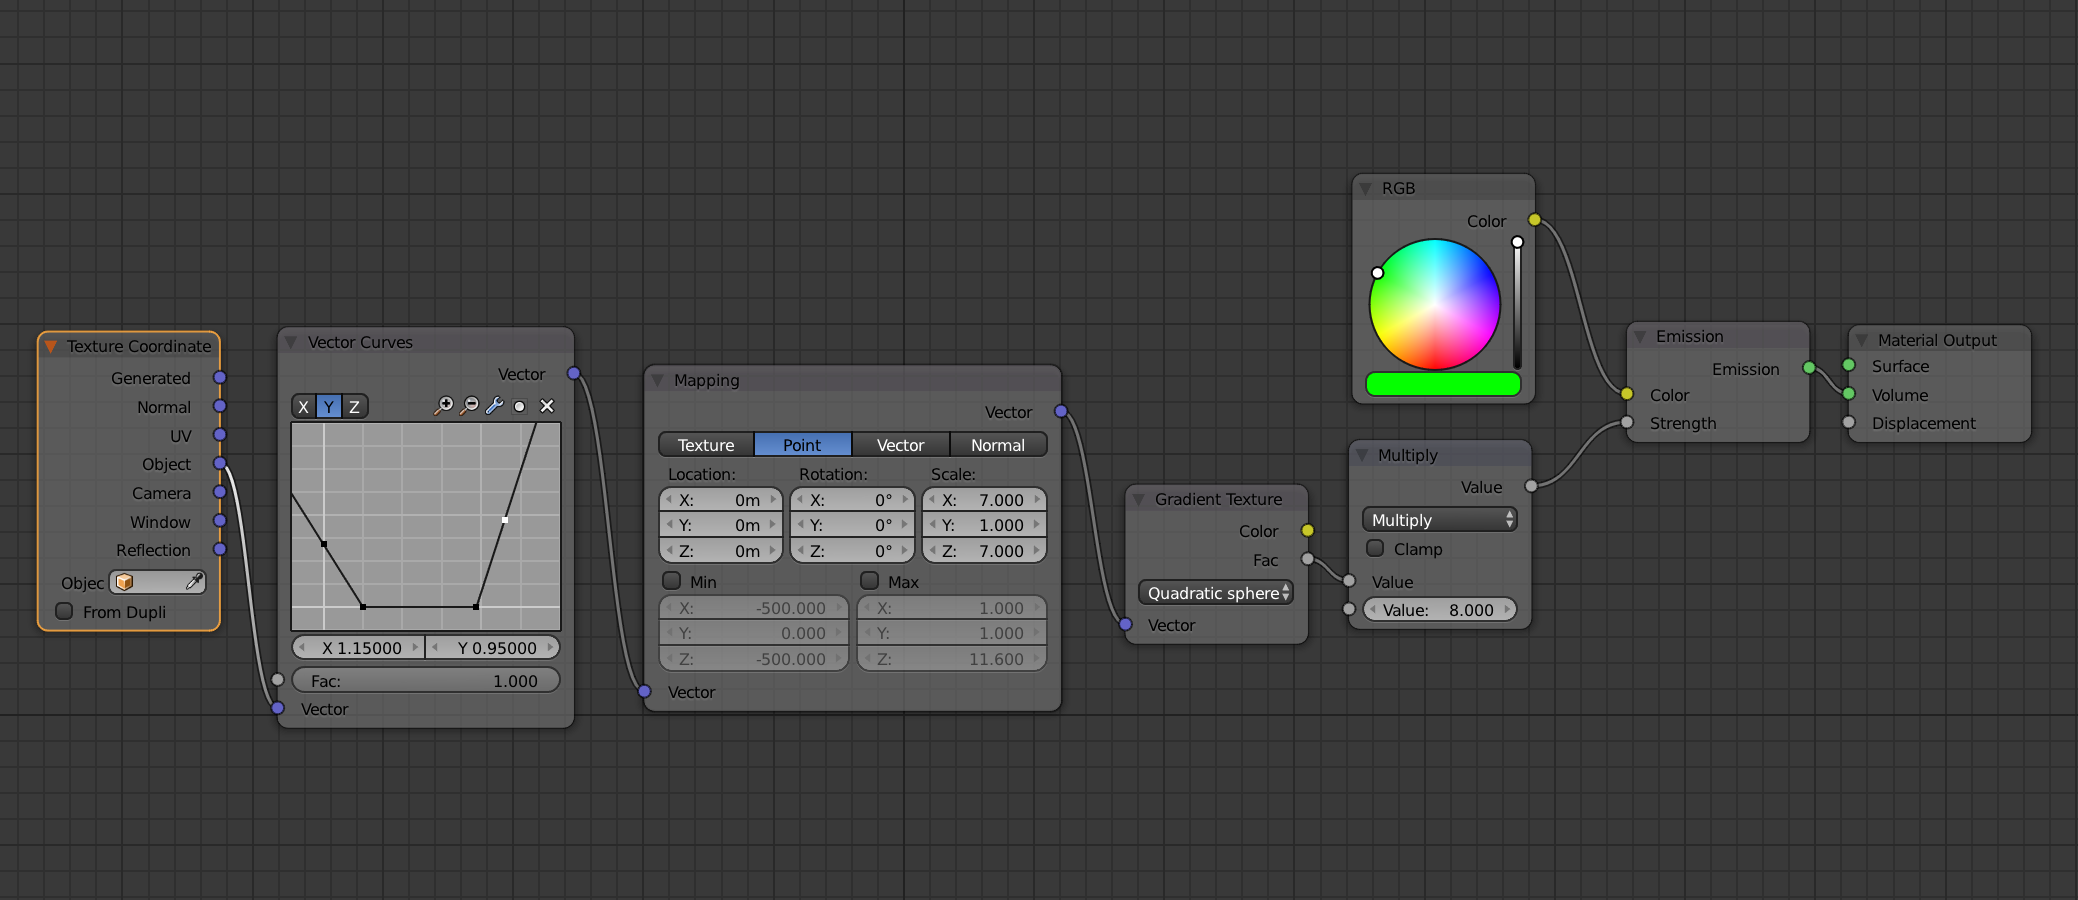 Texture Coordinate
Generated
Normal
UV
Object
Camera
Window
Reflection
Objec
From Dupli
Vector Curves
Vector
X Y Z
X 1.15000 Y 0.95000
Fac: 1.000
Vector
Mapping
Vector
Texture Point Vector Normal
Location: Rotation: Scale:
X: 0m X: 0° X: 7.000
Y: 0m Y: 0° Y: 1.000
Z: 0m Z: 0° Z: 7.000
Min Max
X: -500.000 X: 1.000
Y: 0.000 Y: 1.000
Z: -500.000 Z: 11.600
Vector
Gradient Texture
Color
Fac
Quadratic sphere
Vector
RGB
Color
Multiply
Value
Multiply
Clamp
Value
Value: 8.000
Emission
Emission
Color
Strength
Material Output
Surface
Volume
Displacement